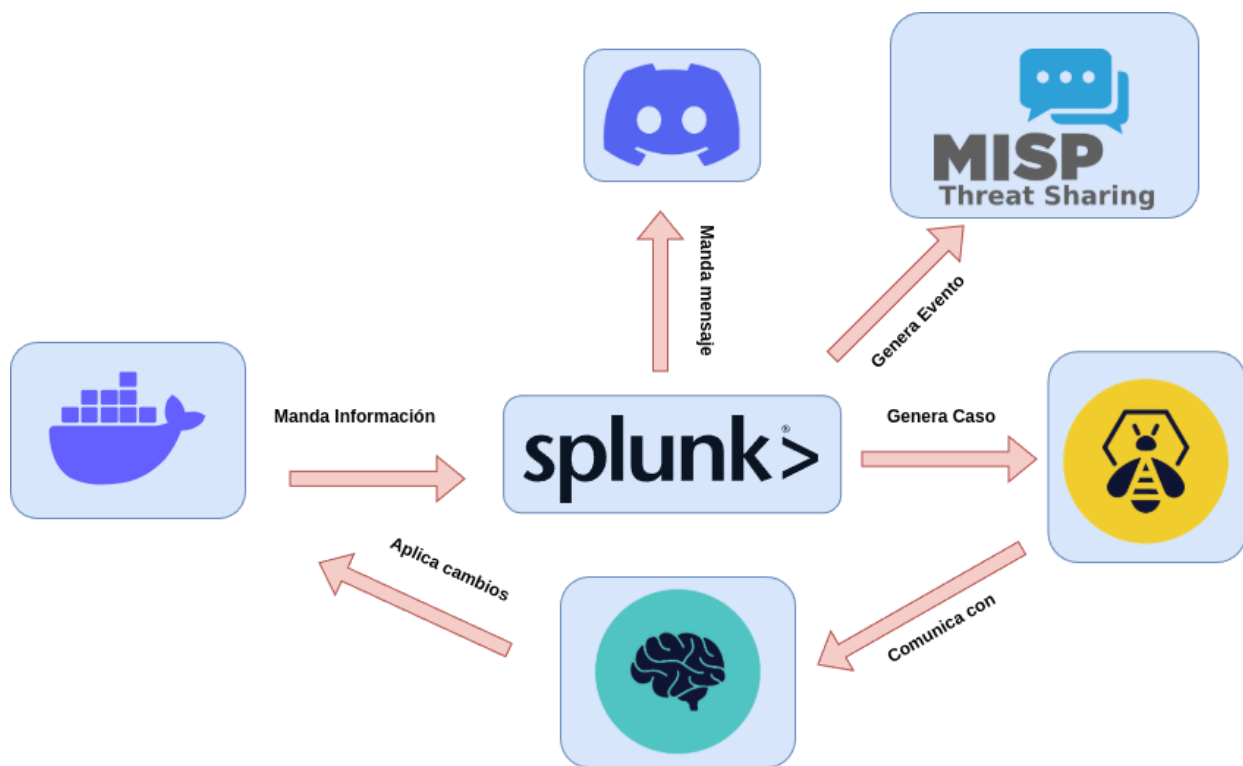 MISP
Threat Sharing
Manda mensaje
Genera Evento
Manda Información
splunk>®
Genera Caso
Aplica cambios
Comunica con